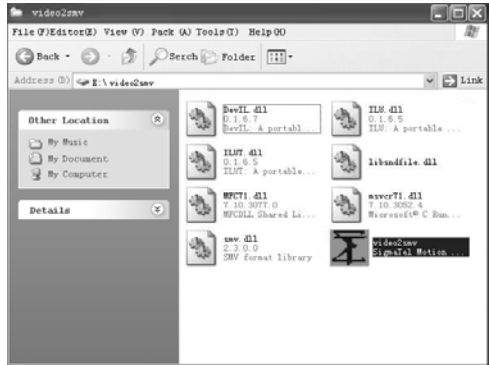 video2smv
File (F)Editor(E) View (V) Pack (A) Tools(T) Help(H)
Back Serch Folder
Address (D) E:\video2smv Link
Other Location
My Music
My Document
My Computer
Details
DevIL.dll
0.1.6.7
DevIL: A portabl...
ILU.dll
0.1.6.5
ILU: A portable ...
ILUT.dll
0.1.6.5
ILUT: A portable...
libsndfile.dll
MFC71.dll
7.10.3077.0
MFCDLL Shared Li...
msvcr71.dll
7.10.3052.4
Microsoft® C Run...
smv.dll
2.3.0.0
SMV format library
video2smv
SigmaTel Motion ...